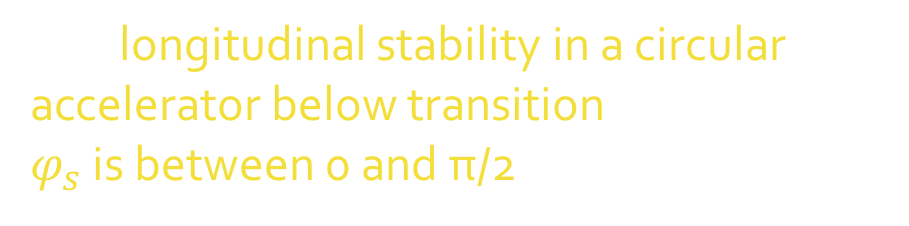 longitudinal stability in a circular
accelerator below transition
φₛ is between 0 and π/2